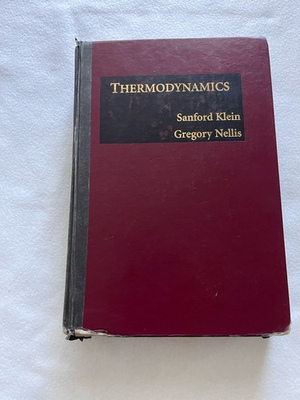 THERMODYNAMICS
Sanford Klein
Gregory Nellis